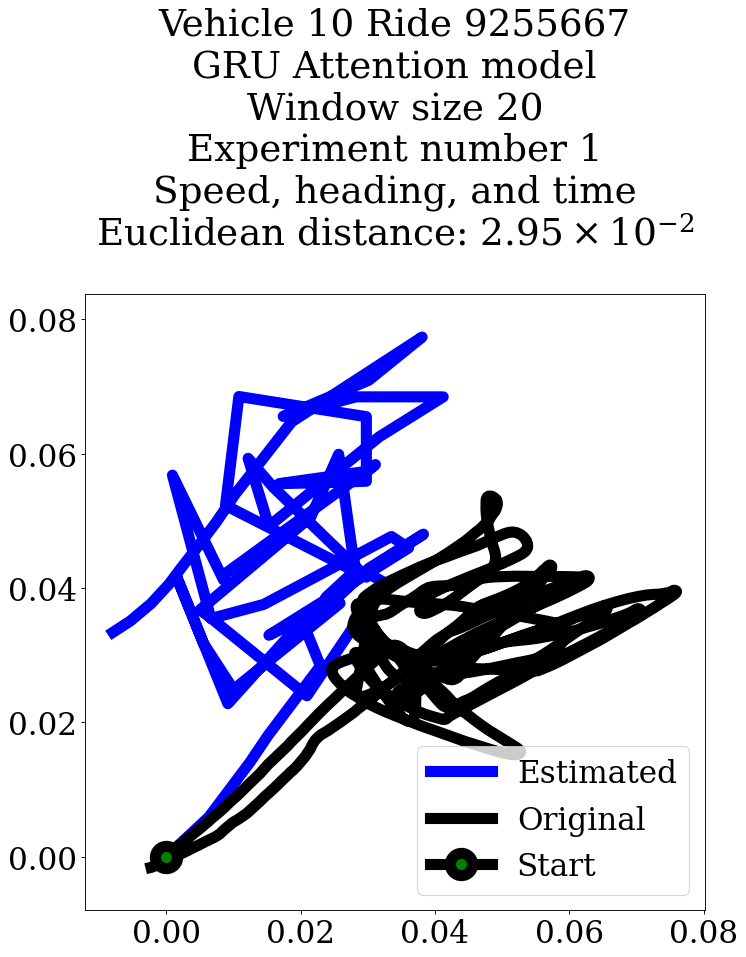 Vehicle 10 Ride 9255667
GRU Attention model
Window size 20
Experiment number 1
Speed, heading, and time
Euclidean distance: 2.95 × 10⁻²
0.08
0.06
0.04
0.02
0.00
Estimated
Original
Start
0.00 0.02 0.04 0.06 0.08